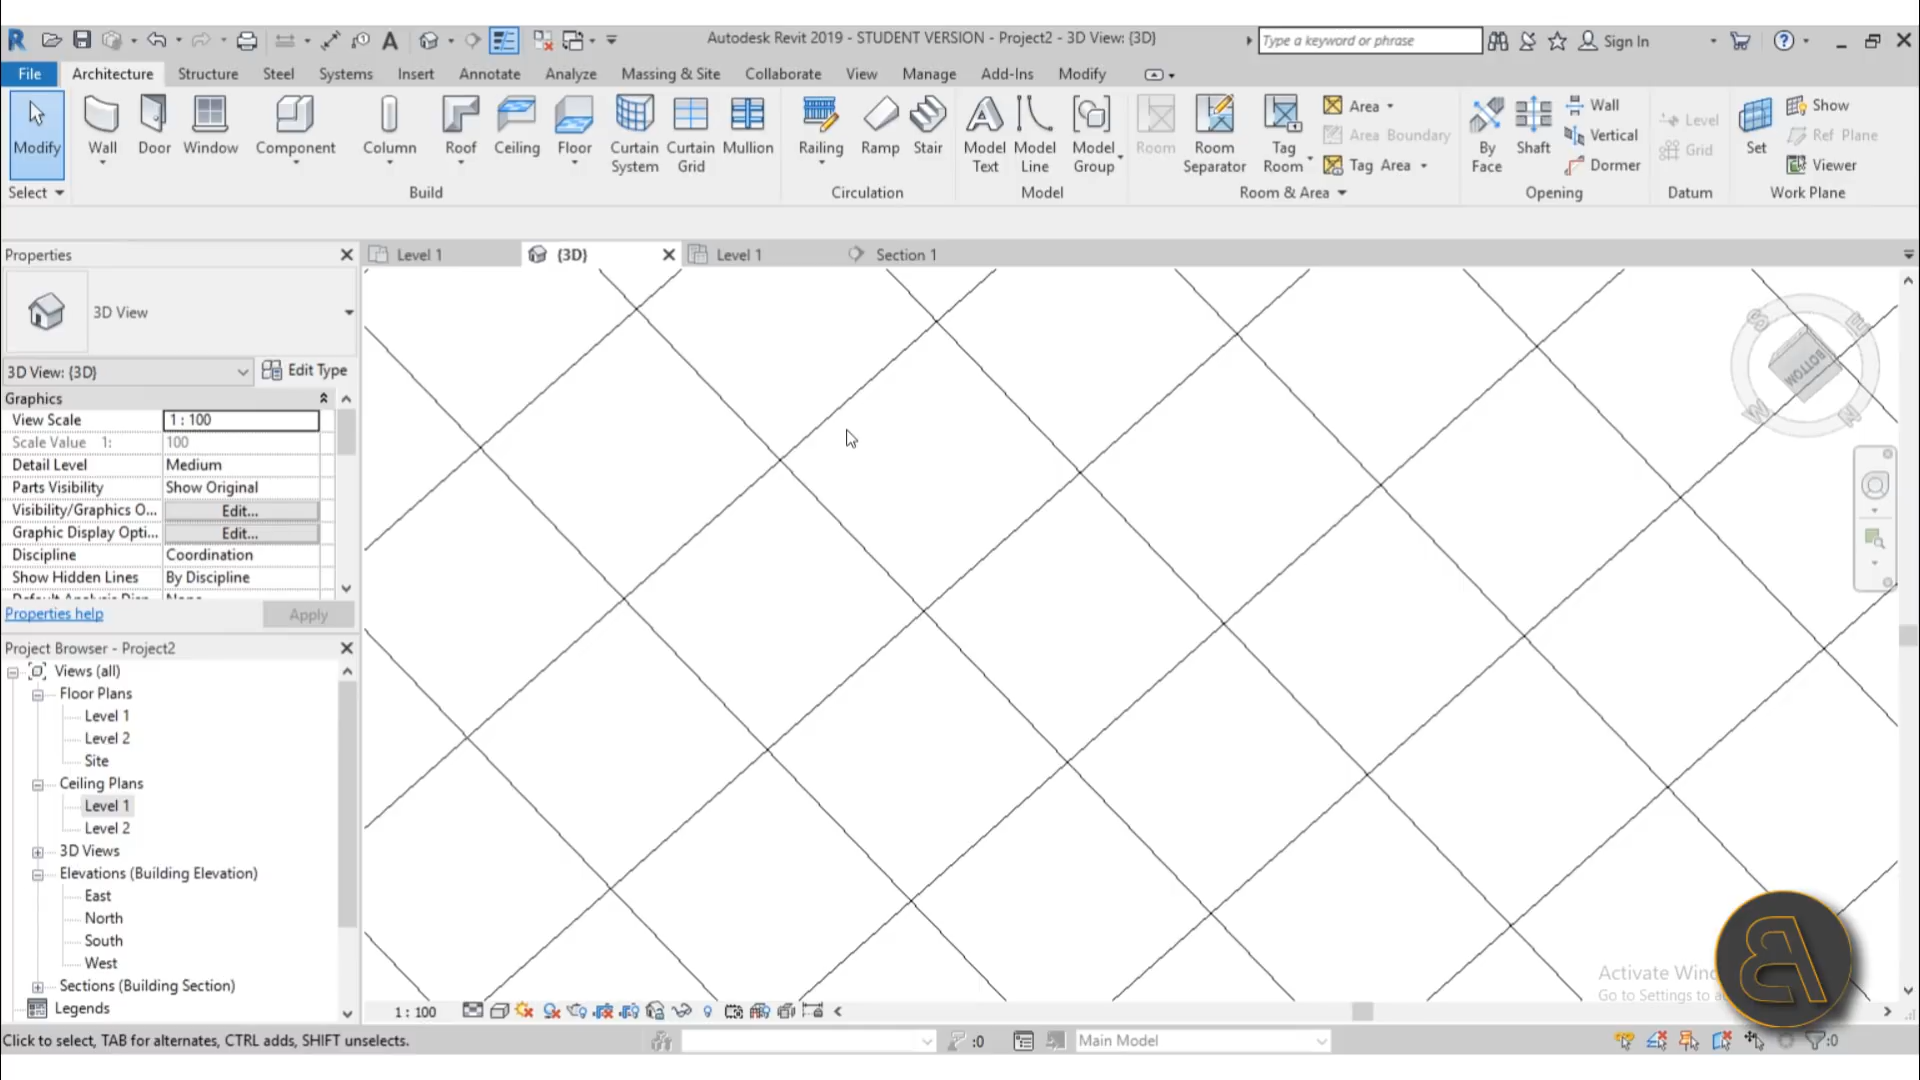 Autodesk Revit 2019 - STUDENT VERSION - Project2 - 3D View: {3D}
Type a keyword or phrase
Sign In
File Architecture Structure Steel Systems Insert Annotate Analyze Massing & Site Collaborate View Manage Add-Ins Modify
Modify
Wall
Door
Window
Component
Column
Roof
Ceiling
Floor
Curtain System
Curtain Grid
Mullion
Railing
Ramp
Stair
Model Text
Model Line
Model Group
Room
Room Separator
Tag Room
Area
Area Boundary
Tag Area
By Face
Shaft
Wall
Vertical
Dormer
Level
Grid
Set
Show
Ref Plane
Viewer
Select Build Circulation Model Room & Area Opening Datum Work Plane
Properties
Level 1 {3D} Level 1 Section 1
3D View
3D View: {3D} Edit Type
Graphics
View Scale 1 : 100
Scale Value 1: 100
Detail Level Medium
Parts Visibility Show Original
Visibility/Graphics O... Edit...
Graphic Display Opti... Edit...
Discipline Coordination
Show Hidden Lines By Discipline
Properties help Apply
Project Browser - Project2
Views (all)
Floor Plans
Level 1
Level 2
Site
Ceiling Plans
Level 1
Level 2
3D Views
Elevations (Building Elevation)
East
North
South
West
Sections (Building Section)
Legends
S
E
W
N
BOTTOM
Activate Wind
Go to Settings to a
1 : 100
Click to select, TAB for alternates, CTRL adds, SHIFT unselects.
:0
Main Model
:0